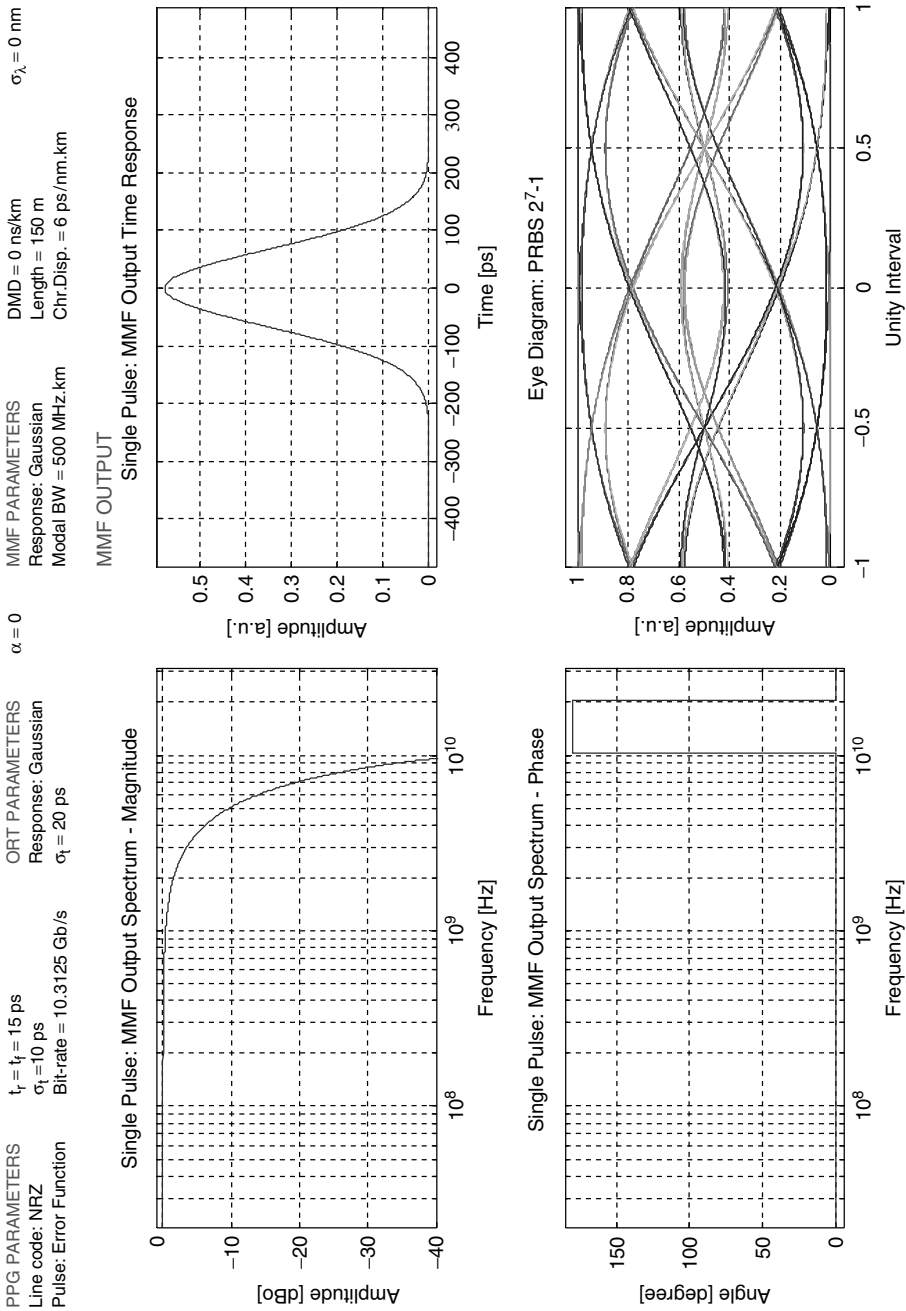 PPG PARAMETERS
Line code: NRZ
Pulse: Error Function
tr = tf = 15 ps
σt=10 ps
Bit-rate = 10.3125 Gb/s
ORT PARAMETERS
Response: Gaussian
σt = 20 ps
α = 0
MMF PARAMETERS
Response: Gaussian
Modal BW = 500 MHz.km
DMD = 0 ns/km
Length = 150 m
Chr.Disp. = 6 ps/nm.km
σλ = 0 nm
MMF OUTPUT
Single Pulse: MMF Output Spectrum - Magnitude
Amplitude [dBo]
0
−10
−20
−30
−40
10^8
10^9
10^10
Frequency [Hz]
Single Pulse: MMF Output Time Response
Amplitude [a.u.]
0.5
0.4
0.3
0.2
0.1
0
−400
−300
−200
−100
0
100
200
300
400
Time [ps]
Single Pulse: MMF Output Spectrum - Phase
Angle [degree]
150
100
50
0
10^8
10^9
10^10
Frequency [Hz]
Eye Diagram: PRBS 2^7-1
Amplitude [a.u.]
1
0.8
0.6
0.4
0.2
0
−1
−0.5
0
0.5
1
Unity Interval